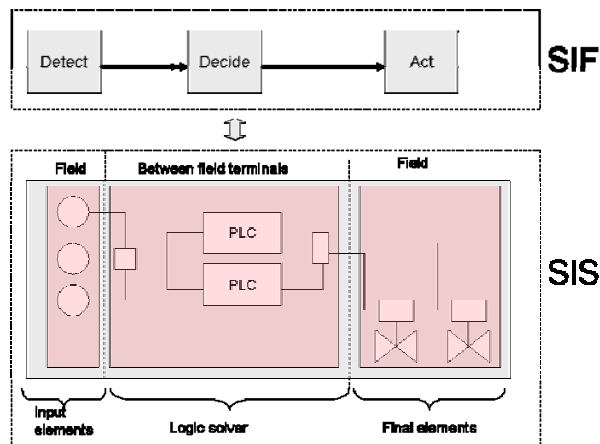 Detect
Decide
Act
SIF
Field
Between field terminals
Field
PLC
PLC
SIS
Input
elements
Logic solver
Final elements